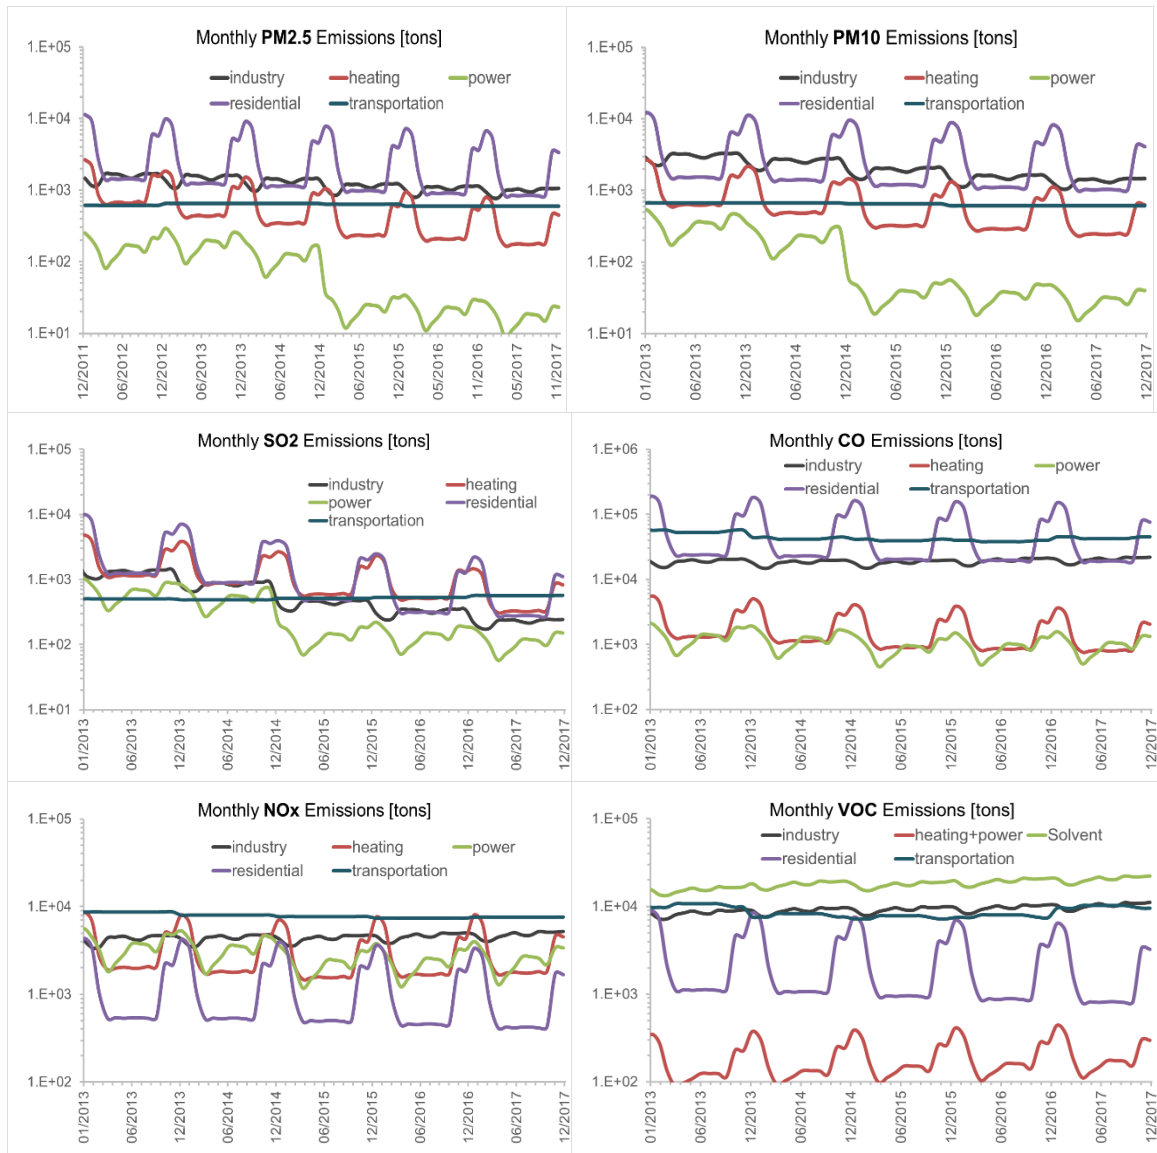 Monthly PM2.5 Emissions [tons]
1.E+05
1.E+04
1.E+03
1.E+02
1.E+01
industry heating power
residential transportation
12/2011 06/2012 12/2012 06/2013 12/2013 06/2014 12/2014 06/2015 12/2015 05/2016 11/2016 05/2017 11/2017
Monthly PM10 Emissions [tons]
1.E+05
1.E+04
1.E+03
1.E+02
1.E+01
industry heating power
residential transportation
01/2013 06/2013 12/2013 06/2014 12/2014 06/2015 12/2015 06/2016 12/2016 06/2017 12/2017
Monthly SO2 Emissions [tons]
1.E+05
1.E+04
1.E+03
1.E+02
1.E+01
industry heating
power residential
transportation
01/2013 06/2013 12/2013 06/2014 12/2014 06/2015 12/2015 06/2016 12/2016 06/2017 12/2017
Monthly CO Emissions [tons]
1.E+06
1.E+05
1.E+04
1.E+03
1.E+02
industry heating power
residential transportation
01/2013 06/2013 12/2013 06/2014 12/2014 06/2015 12/2015 06/2016 12/2016 06/2017 12/2017
Monthly NOx Emissions [tons]
1.E+05
1.E+04
1.E+03
1.E+02
industry heating power
residential transportation
01/2013 06/2013 12/2013 06/2014 12/2014 06/2015 12/2015 06/2016 12/2016 06/2017 12/2017
Monthly VOC Emissions [tons]
1.E+05
1.E+04
1.E+03
1.E+02
industry heating+power Solvent
residential transportation
01/2013 06/2013 12/2013 06/2014 12/2014 06/2015 12/2015 06/2016 12/2016 06/2017 12/2017